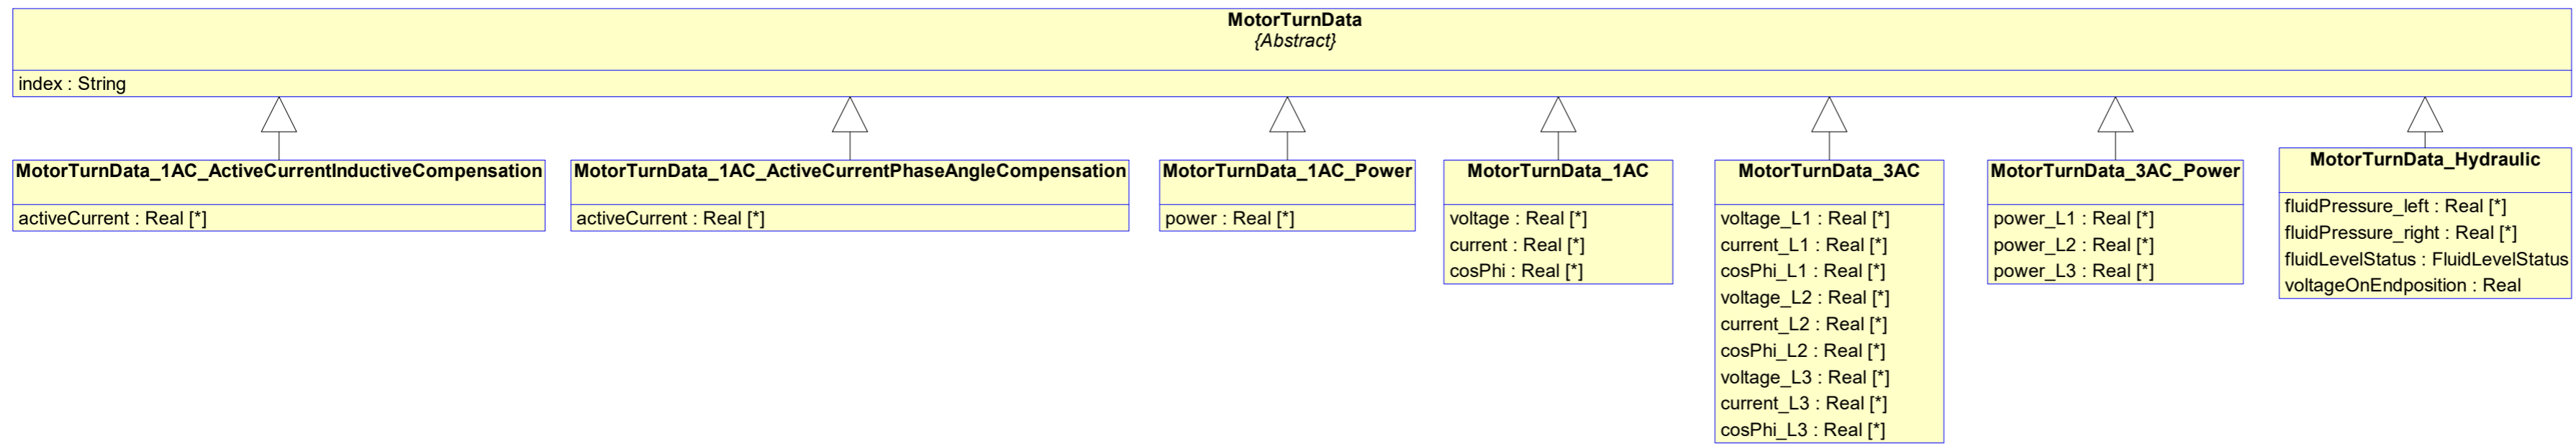 MotorTurnData
{Abstract}
index : String
MotorTurnData_1AC_ActiveCurrentInductiveCompensation
activeCurrent : Real [*]
MotorTurnData_1AC_ActiveCurrentPhaseAngleCompensation
activeCurrent : Real [*]
MotorTurnData_1AC_Power
power : Real [*]
MotorTurnData_1AC
voltage : Real [*]
current : Real [*]
cosPhi : Real [*]
MotorTurnData_3AC
voltage_L1 : Real [*]
current_L1 : Real [*]
cosPhi_L1 : Real [*]
voltage_L2 : Real [*]
current_L2 : Real [*]
cosPhi_L2 : Real [*]
voltage_L3 : Real [*]
current_L3 : Real [*]
cosPhi_L3 : Real [*]
MotorTurnData_3AC_Power
power_L1 : Real [*]
power_L2 : Real [*]
power_L3 : Real [*]
MotorTurnData_Hydraulic
fluidPressure_left : Real [*]
fluidPressure_right : Real [*]
fluidLevelStatus : FluidLevelStatus
voltageOnEndposition : Real